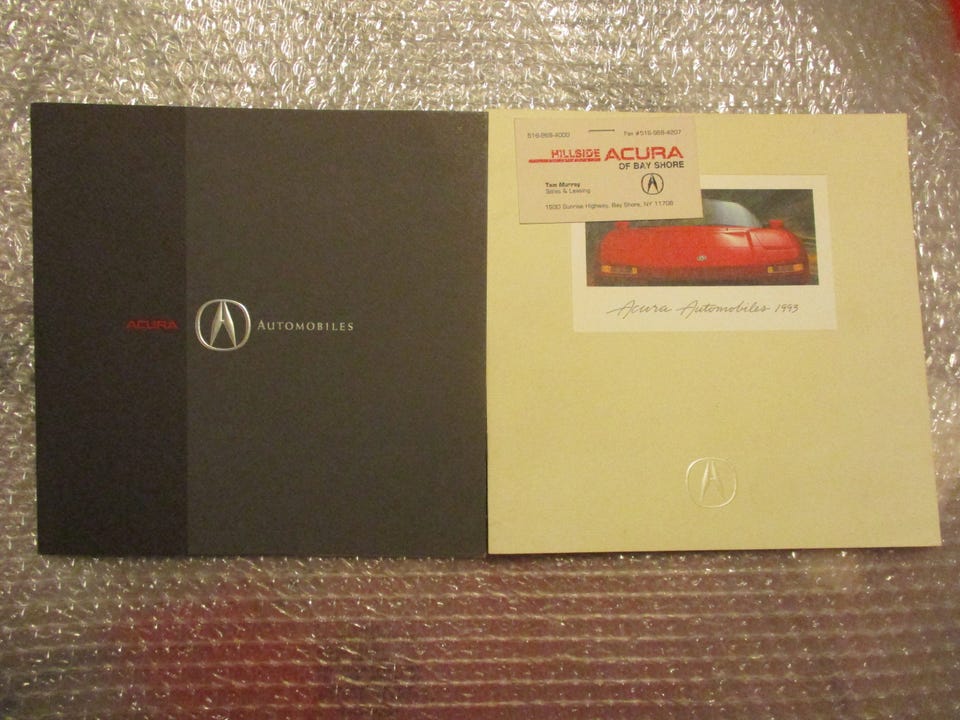 ACURA AUTOMOBILES
516-968-4000 Fax #516-968-4207
HILLSIDE ACURA
OF BAY SHORE
Tom Murray
Sales & Leasing
1500 Sunrise Highway, Bay Shore, NY 11706
Acura Automobiles 1993